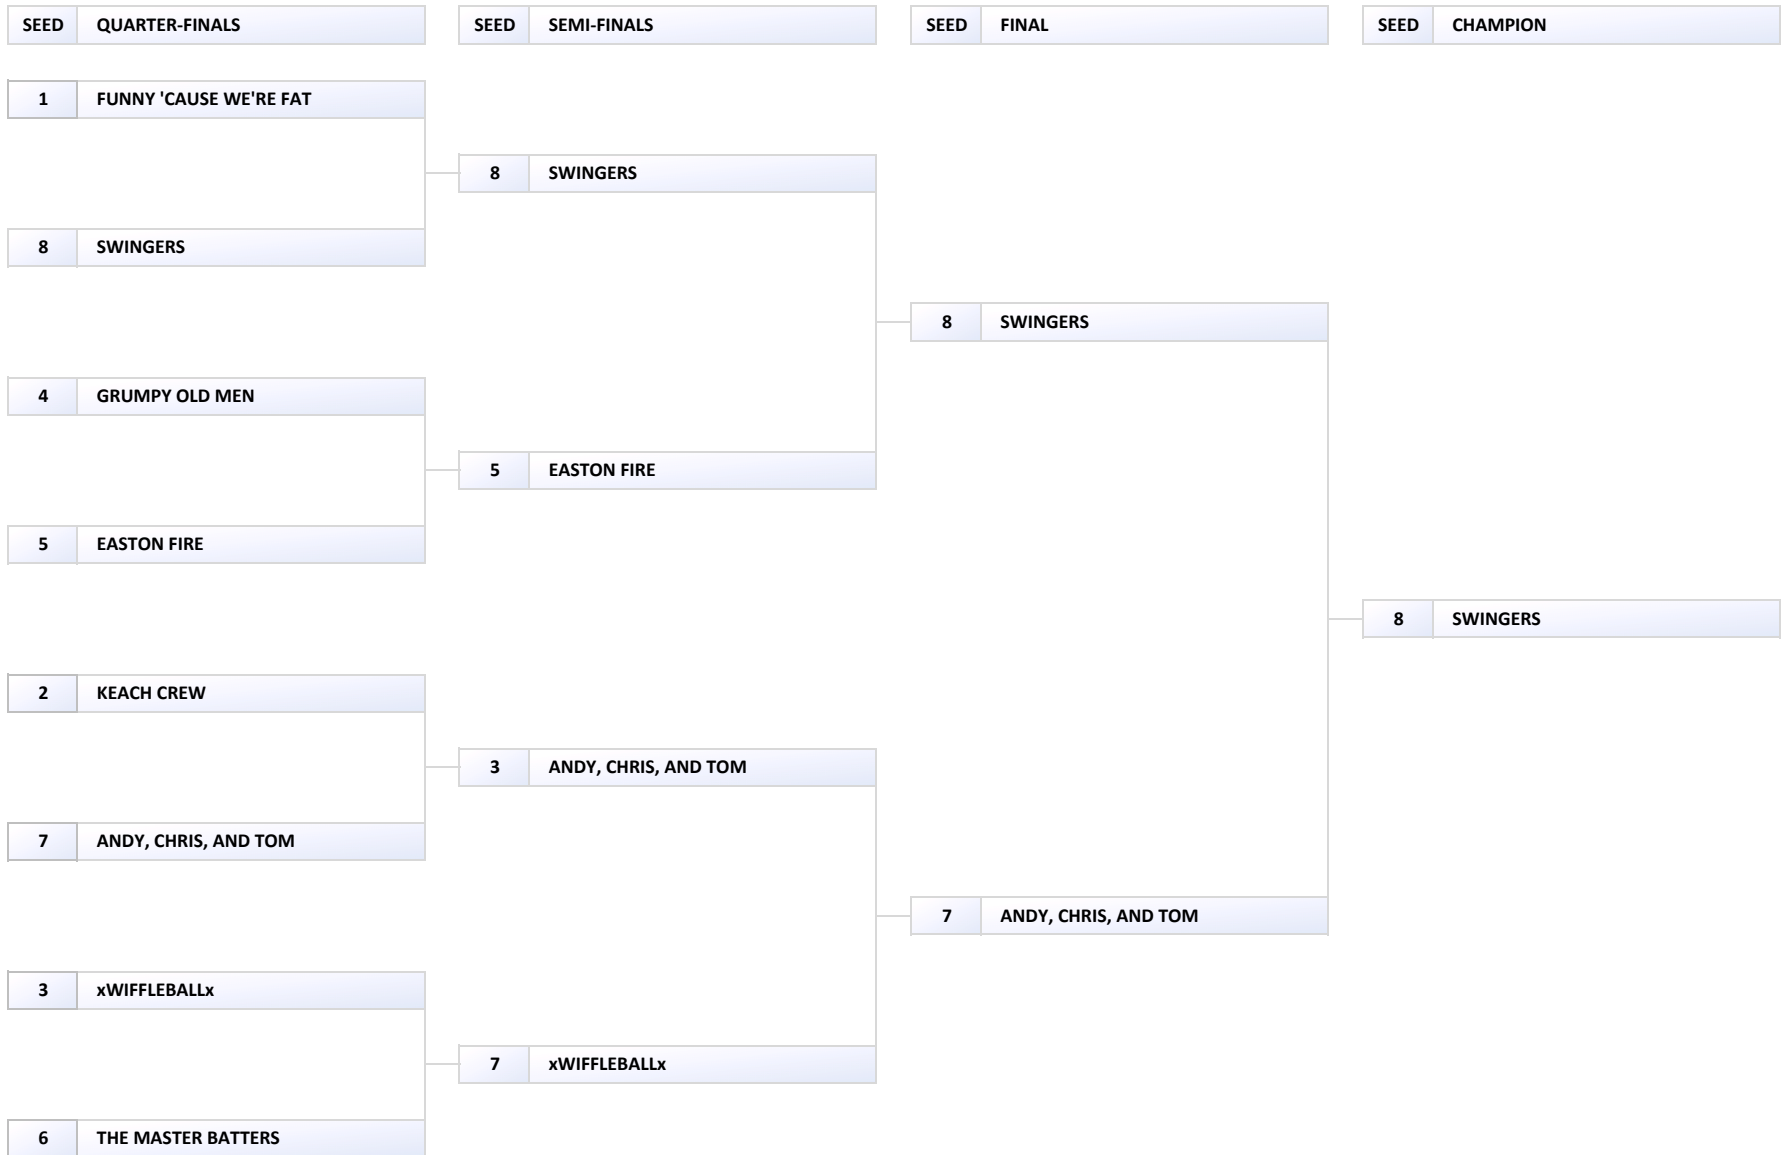 SEED QUARTER-FINALS SEED SEMI-FINALS SEED FINAL SEED CHAMPION
1 FUNNY 'CAUSE WE'RE FAT
8 SWINGERS
8 SWINGERS
8 SWINGERS
4 GRUMPY OLD MEN
5 EASTON FIRE
5 EASTON FIRE
8 SWINGERS
2 KEACH CREW
3 ANDY, CHRIS, AND TOM
7 ANDY, CHRIS, AND TOM
7 ANDY, CHRIS, AND TOM
3 xWIFFLEBALLx
7 xWIFFLEBALLx
6 THE MASTER BATTERS